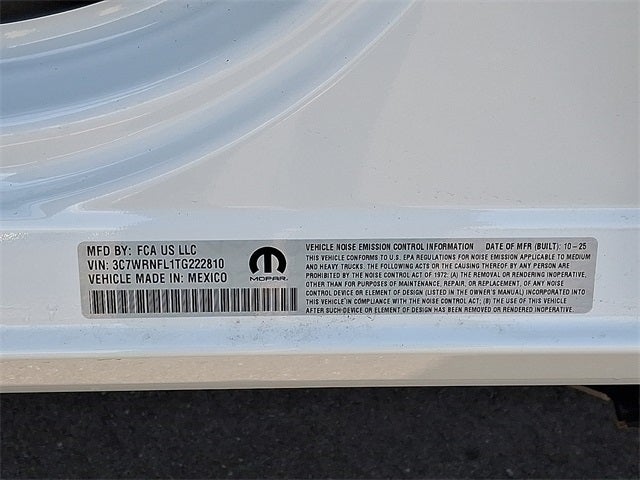 MFD BY: FCA US LLC
VIN: 3C7WRNFL1TG222810
VEHICLE MADE IN: MEXICO
MOPAR
VEHICLE NOISE EMISSION CONTROL INFORMATION DATE OF MFR (BUILT): 10-25
THIS VEHICLE CONFORMS TO U.S. EPA REGULATIONS FOR NOISE EMISSION APPLICABLE TO MEDIUM
AND HEAVY TRUCKS. THE FOLLOWING ACTS OR THE CAUSING THEREOF BY ANY PERSON ARE
PROHIBITED BY THE NOISE CONTROL ACT OF 1972: (A) THE REMOVAL OR RENDERING INOPERATIVE,
OTHER THAN FOR PURPOSES OF MAINTENANCE, REPAIR, OR REPLACEMENT, OF ANY NOISE
CONTROL DEVICE OR ELEMENT OF DESIGN (LISTED IN THE OWNER'S MANUAL) INCORPORATED INTO
THIS VEHICLE IN COMPLIANCE WITH THE NOISE CONTROL ACT; (B) THE USE OF THIS VEHICLE
AFTER SUCH DEVICE OR ELEMENT OF DESIGN HAS BEEN REMOVED OR RENDERED INOPERATIVE.